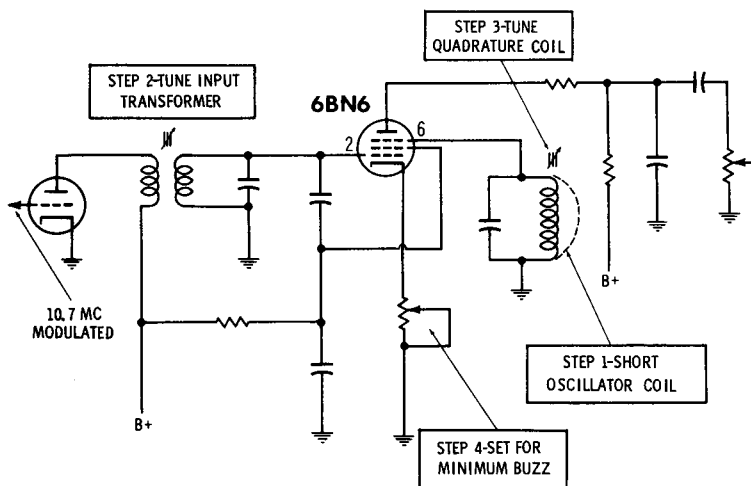 STEP 3-TUNE
QUADRATURE COIL
STEP 2-TUNE INPUT
TRANSFORMER
6BN6
2
6
10.7 MC
MODULATED
B+
B+
STEP 1-SHORT
OSCILLATOR COIL
STEP 4-SET FOR
MINIMUM BUZZ